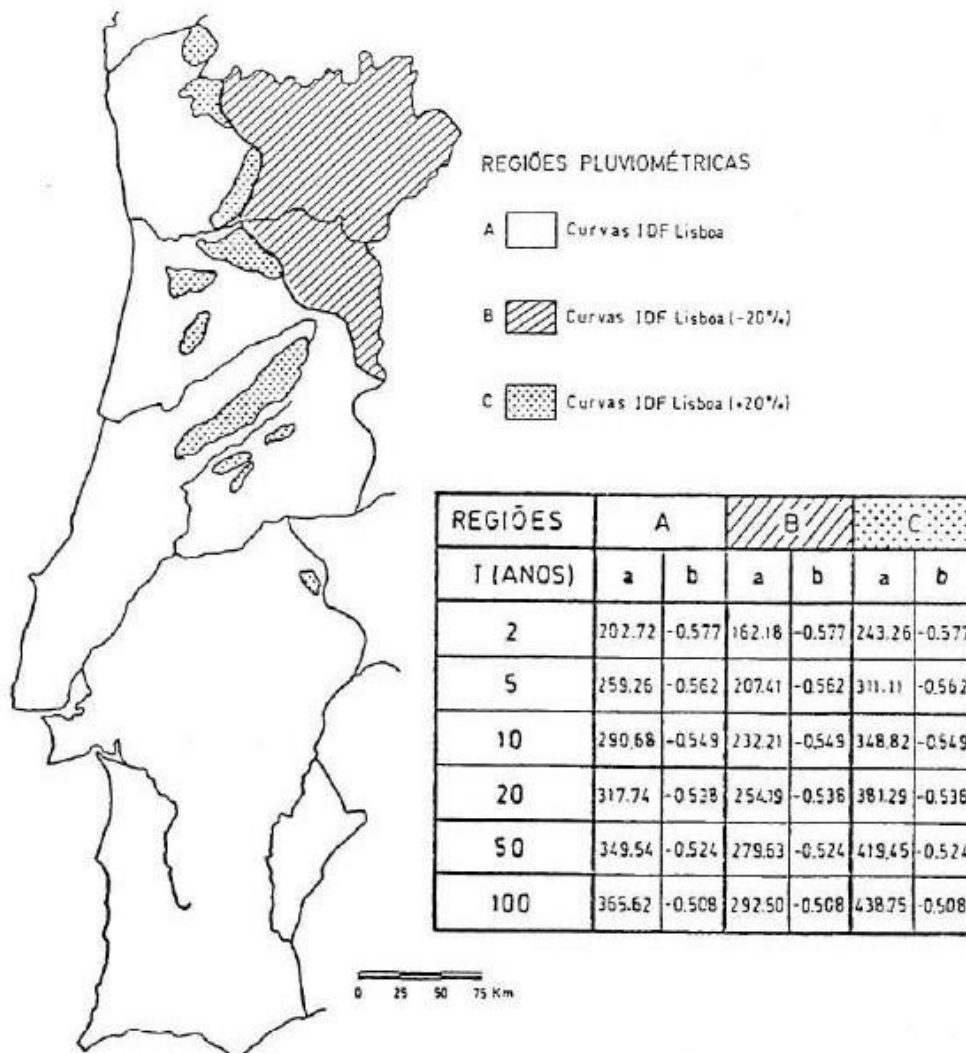 REGIÕES PLUVIOMÉTRICAS
A Curvas IDF Lisboa
B Curvas IDF Lisboa (-20%)
C Curvas IDF Lisboa (+20%)
REGIÕES A B C
T (ANOS) a b a b a b
2 202.72 -0.577 162.18 -0.577 243.26 -0.577
5 259.26 -0.562 207.41 -0.562 311.11 -0.562
10 290.68 -0.549 232.21 -0.549 348.82 -0.549
20 317.74 -0.538 254.19 -0.538 381.29 -0.538
50 349.54 -0.524 279.63 -0.524 419.45 -0.524
100 365.62 -0.508 292.50 -0.508 438.75 -0.508
0 25 50 75 Km